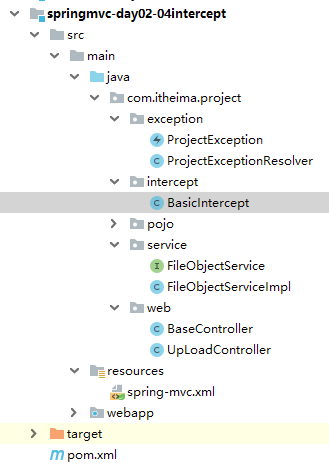 springmvc-day02-04intercept
src
main
java
com.itheima.project
exception
ProjectException
ProjectExceptionResolver
intercept
BasicIntercept
pojo
service
FileObjectService
FileObjectServiceImpl
web
BaseController
UpLoadController
resources
spring-mvc.xml
webapp
target
pom.xml